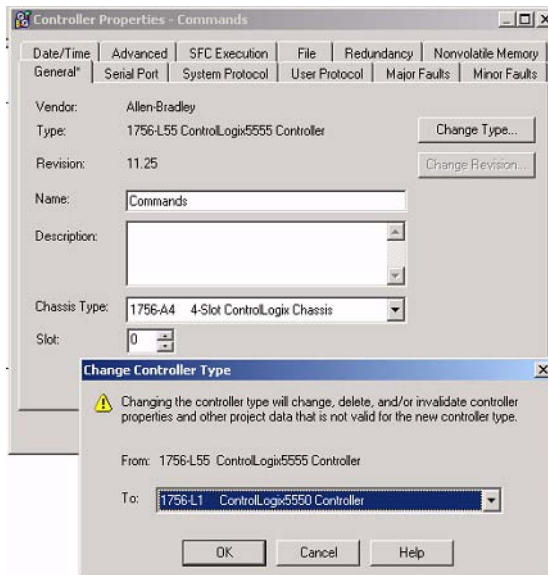 Controller Properties - Commands
Date/Time Advanced SFC Execution File Redundancy Nonvolatile Memory
General* Serial Port System Protocol User Protocol Major Faults Minor Faults
Vendor: Allen-Bradley
Type: 1756-L55 ControlLogix5555 Controller Change Type...
Revision: 11.25 Change Revision...
Name: Commands
Description:
Chassis Type: 1756-A4 4-Slot ControlLogix Chassis
Slot: 0
Change Controller Type
Changing the controller type will change, delete, and/or invalidate controller
properties and other project data that is not valid for the new controller type.
From: 1756-L55 ControlLogix5555 Controller
To: 1756-L1 ControlLogix5550 Controller
OK Cancel Help